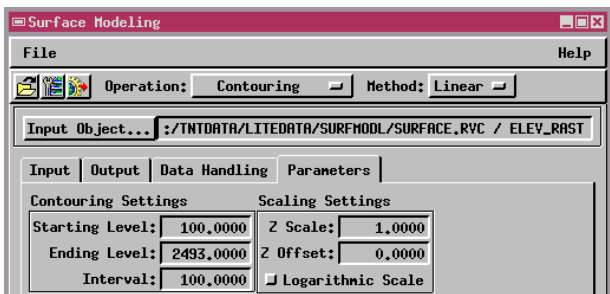 Surface Modeling
File Help
Operation: Contouring Method: Linear
Input Object... :/TNTDATA/LITEDATA/SURFMODL/SURFACE.RVC / ELEV_RAST
Input Output Data Handling Parameters
Contouring Settings Scaling Settings
Starting Level: 100.0000 Z Scale: 1.0000
Ending Level: 2493.0000 Z Offset: 0.0000
Interval: 100.0000 Logarithmic Scale